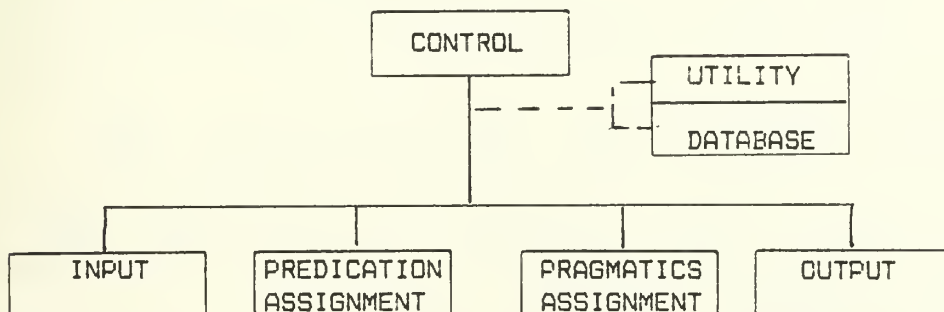 CONTROL
UTILITY
DATABASE
INPUT
PREDICATION
ASSIGNMENT
PRAGMATICS
ASSIGNMENT
OUTPUT